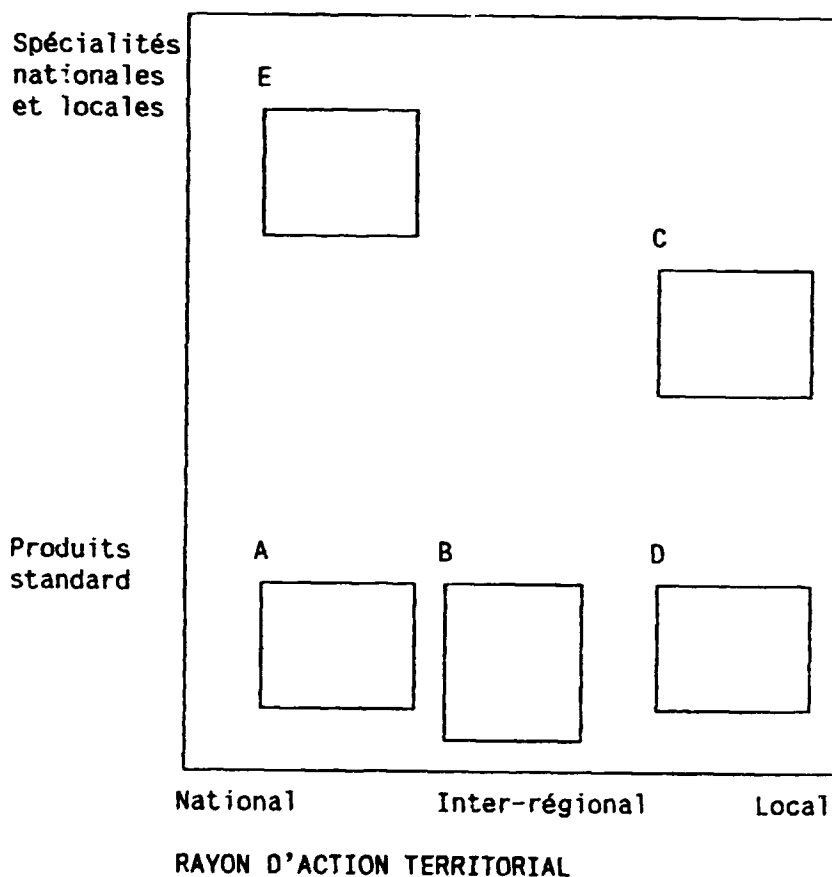 Spécialités
nationales
et locales
E
C
Produits
standard
A B D
National Inter-régional Local
RAYON D'ACTION TERRITORIAL